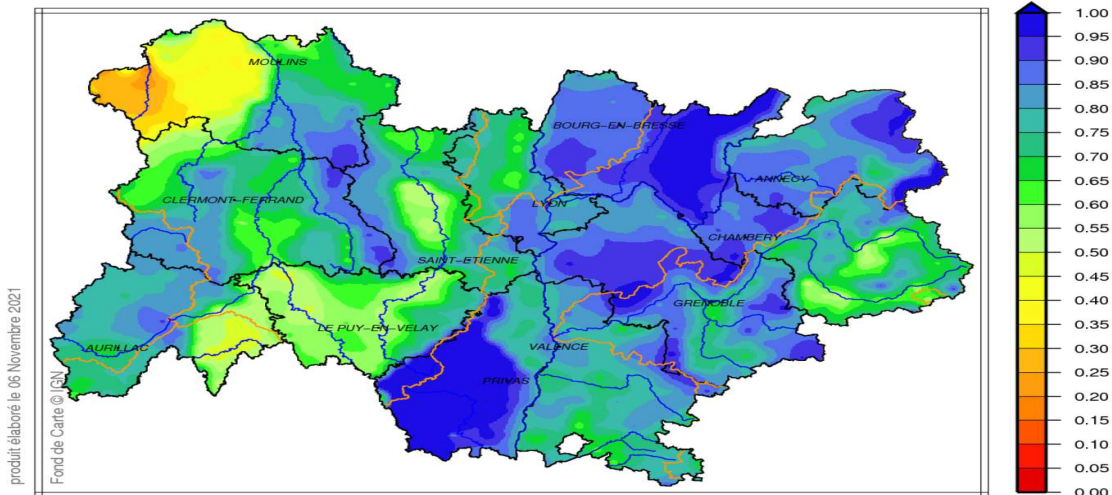 MOULINS
BOURG-EN-BRESSE
ANNECY
CLERMONT-FERRAND
LYON
CHAMBERY
SAINT-ETIENNE
GRENOBLE
LE PUY-EN-VELAY
AURILLAC
VALENCE
PRIVAS
produit élaboré le 06 Novembre 2021
Fond de Carte © IGN
1.00
0.95
0.90
0.85
0.80
0.75
0.70
0.65
0.60
0.55
0.50
0.45
0.40
0.35
0.30
0.25
0.20
0.15
0.10
0.05
0.00